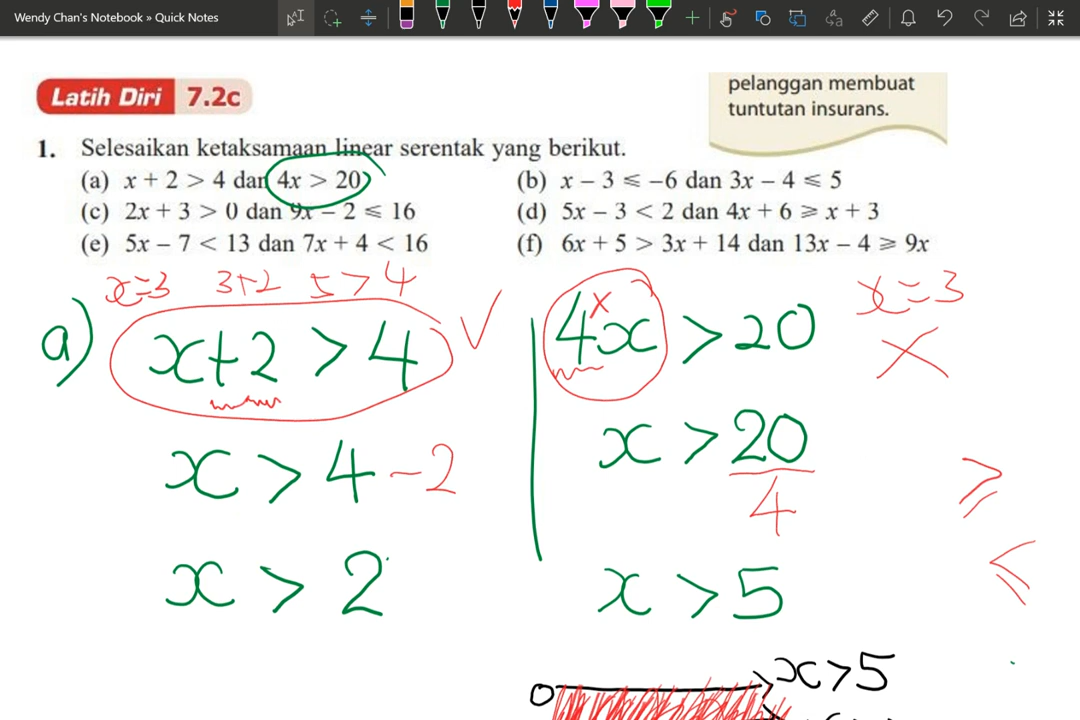 Wendy Chan's Notebook » Quick Notes
Latih Diri 7.2c
pelanggan membuat
tuntutan insurans.
1. Selesaikan ketaksamaan linear serentak yang berikut.
(a) x + 2 > 4 dan 4x > 20
(b) x – 3 ⩽ –6 dan 3x – 4 ⩽ 5
(c) 2x + 3 > 0 dan 9x – 2 ⩽ 16
(d) 5x – 3 < 2 dan 4x + 6 ⩾ x + 3
(e) 5x – 7 < 13 dan 7x + 4 < 16
(f) 6x + 5 > 3x + 14 dan 13x – 4 ⩾ 9x
x=3 3+2 5>4
x=3
a) x+2 > 4 ✓
4x > 20 ×
x > 4 - 2
x > 20/4
⩾
⩽
x > 2
x > 5
x>5